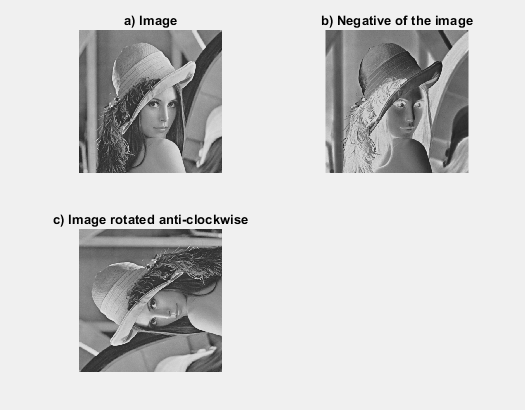 a) Image
b) Negative of the image
c) Image rotated anti-clockwise